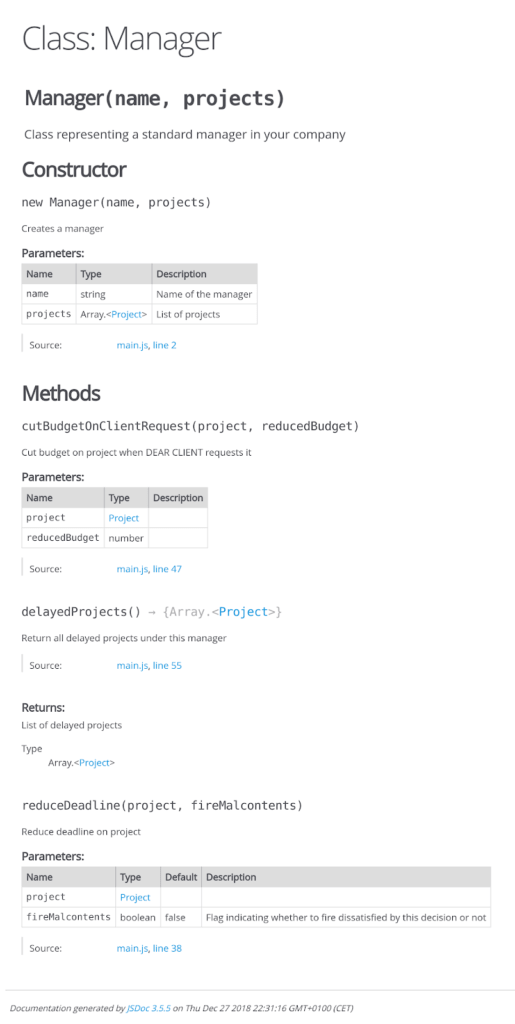 Class: Manager
Manager(name, projects)
Class representing a standard manager in your company
Constructor
new Manager(name, projects)
Creates a manager
Parameters:
Name Type Description
name string Name of the manager
projects Array.<Project> List of projects
Source: main.js, line 2
Methods
cutBudgetOnClientRequest(project, reducedBudget)
Cut budget on project when DEAR CLIENT requests it
Parameters:
Name Type Description
project Project
reducedBudget number
Source: main.js, line 47
delayedProjects() → {Array.<Project>}
Return all delayed projects under this manager
Source: main.js, line 55
Returns:
List of delayed projects
Type
Array.<Project>
reduceDeadline(project, fireMalcontents)
Reduce deadline on project
Parameters:
Name Type Default Description
project Project
fireMalcontents boolean false Flag indicating whether to fire dissatisfied by this decision or not
Source: main.js, line 38
Documentation generated by JSDoc 3.5.5 on Thu Dec 27 2018 22:31:16 GMT+0100 (CET)